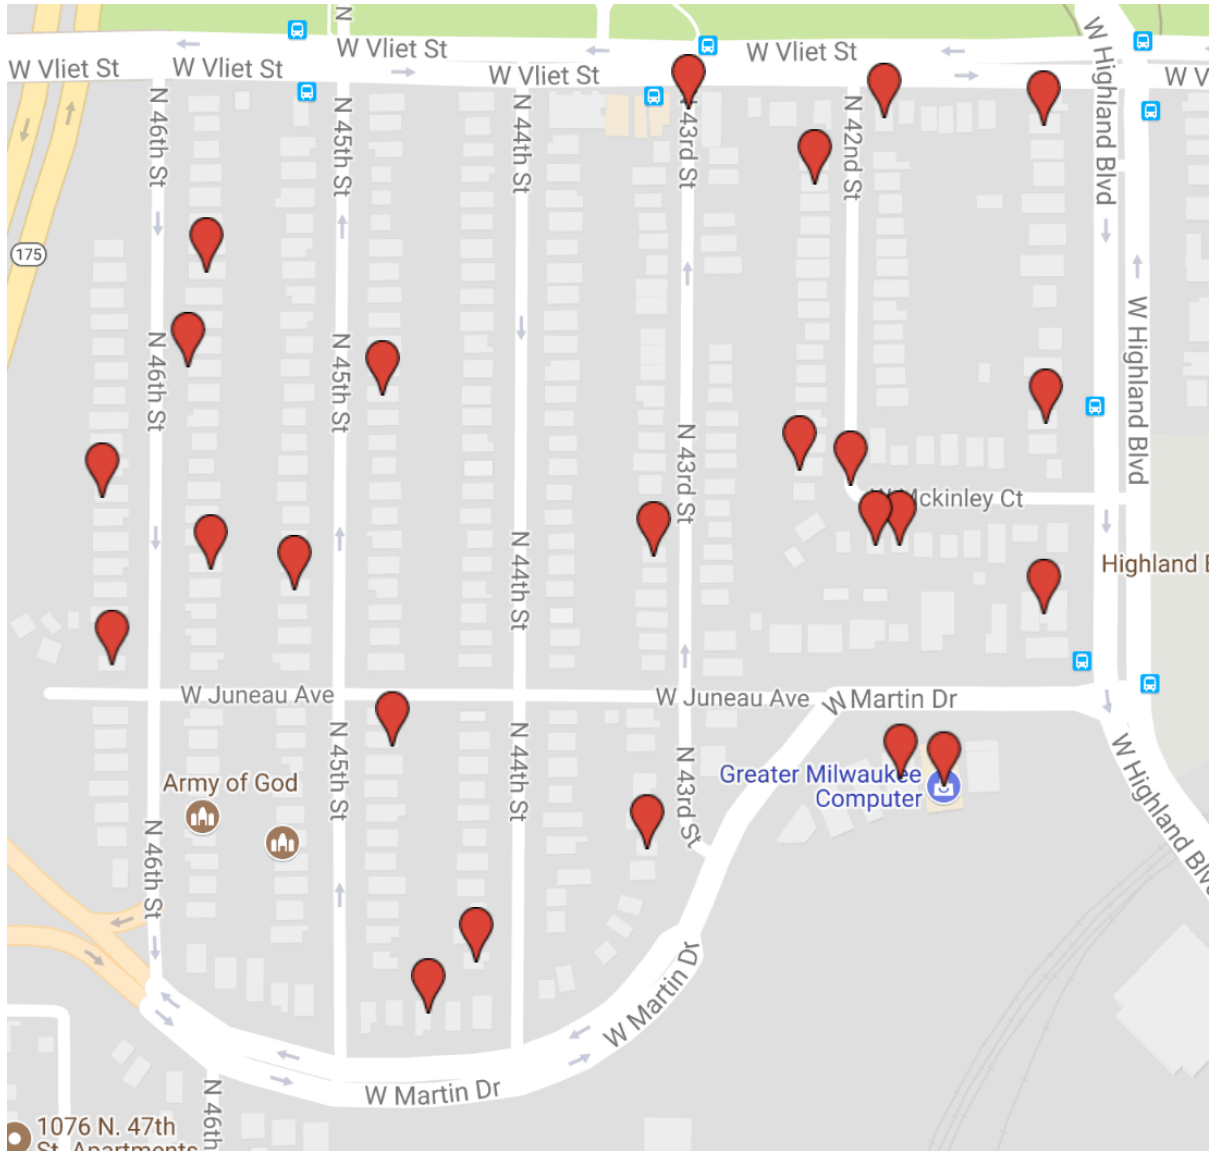 N
W Vliet St
W Vliet St
W Vliet St
W Vliet St
W Vliet St
W V
W Highland Blvd
N 46th St
N 45th St
N 44th St
N 43rd St
N 42nd St
175
N 46th St
N 45th St
N 43rd St
W Highland Blvd
W Mckinley Ct
N 44th St
Highland B
W Juneau Ave
W Juneau Ave
W Martin Dr
N 45th St
N 44th St
N 43rd St
W Highland Blvd
Army of God
Greater Milwaukee
Computer
N 46th St
W Martin Dr
W Martin Dr
N 46th
1076 N. 47th
St. Apartments